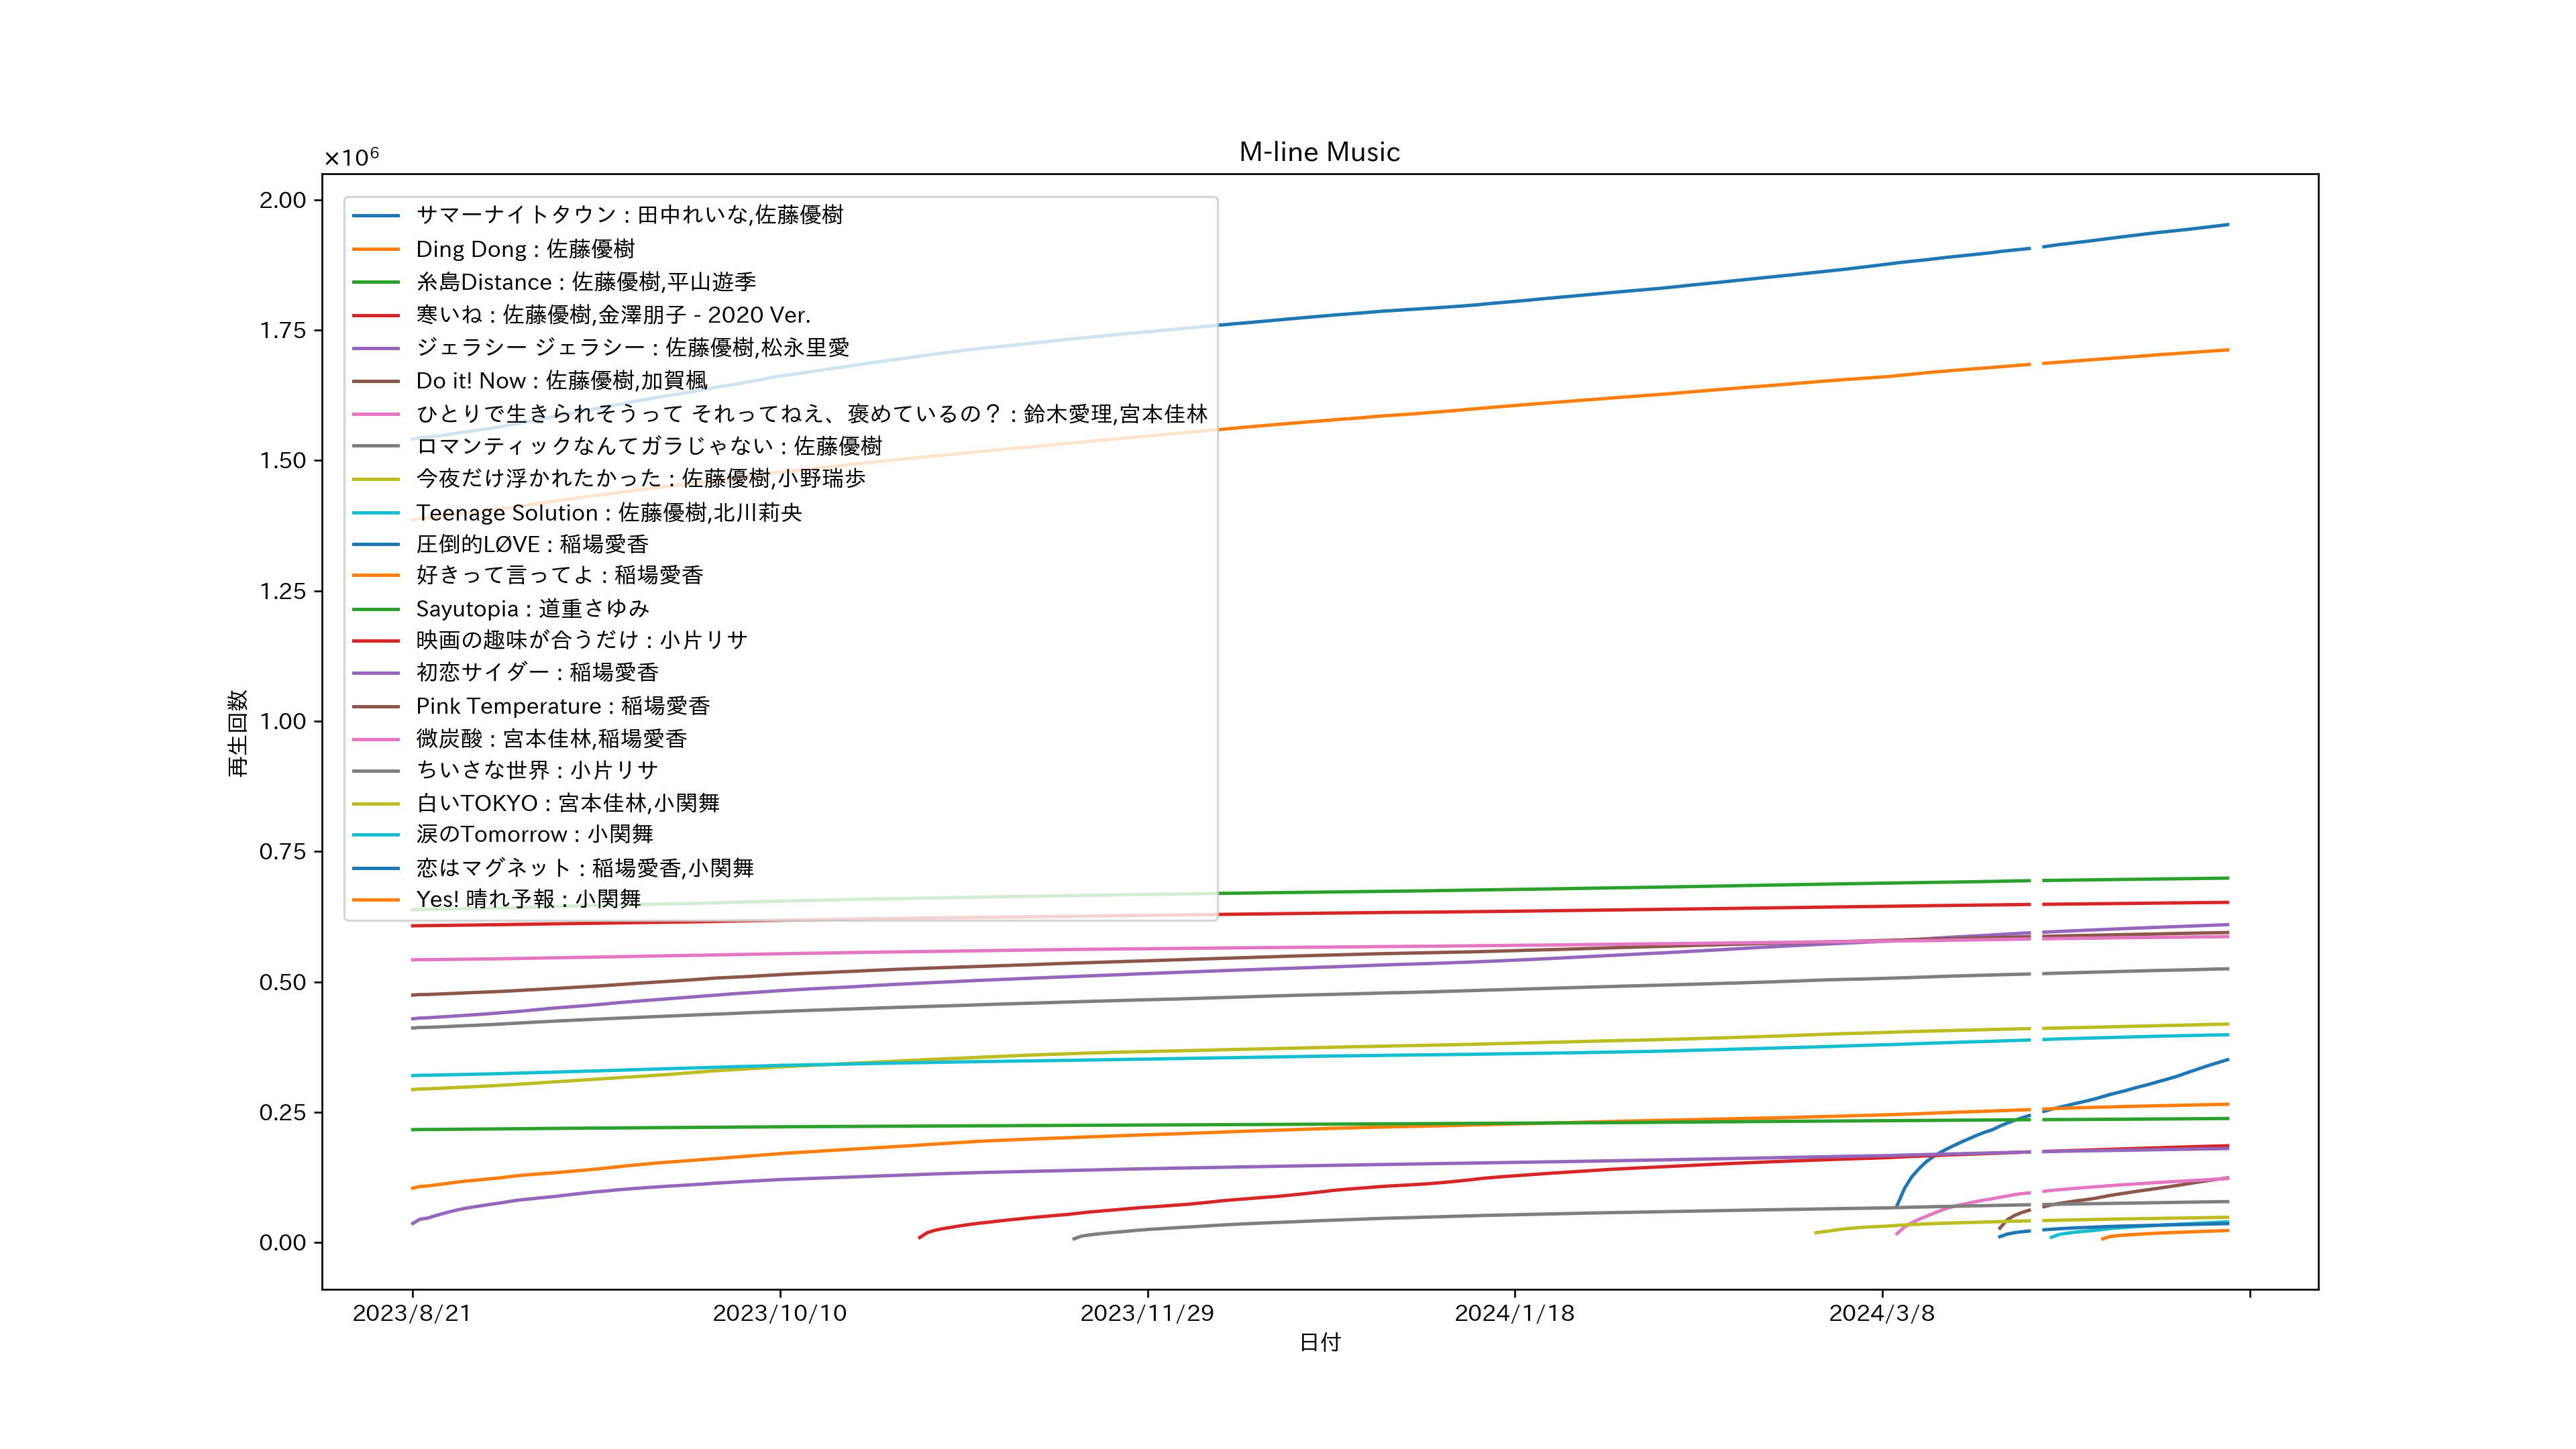 M-line Music
×10⁶
2.00
1.75
1.50
1.25
1.00
0.75
0.50
0.25
0.00
再生回数
サマーナイトタウン : 田中れいな,佐藤優樹
Ding Dong : 佐藤優樹
糸島Distance : 佐藤優樹,平山遊季
寒いね : 佐藤優樹,金澤朋子 - 2020 Ver.
ジェラシー ジェラシー : 佐藤優樹,松永里愛
Do it! Now : 佐藤優樹,加賀楓
ひとりで生きられそうって それってねえ、褒めているの？ : 鈴木愛理,宮本佳林
ロマンティックなんてガラじゃない : 佐藤優樹
今夜だけ浮かれたかった : 佐藤優樹,小野瑞歩
Teenage Solution : 佐藤優樹,北川莉央
圧倒的LØVE : 稲場愛香
好きって言ってよ : 稲場愛香
Sayutopia : 道重さゆみ
映画の趣味が合うだけ : 小片リサ
初恋サイダー : 稲場愛香
Pink Temperature : 稲場愛香
微炭酸 : 宮本佳林,稲場愛香
ちいさな世界 : 小片リサ
白いTOKYO : 宮本佳林,小関舞
涙のTomorrow : 小関舞
恋はマグネット : 稲場愛香,小関舞
Yes! 晴れ予報 : 小関舞
2023/8/21
2023/10/10
2023/11/29
2024/1/18
2024/3/8
日付